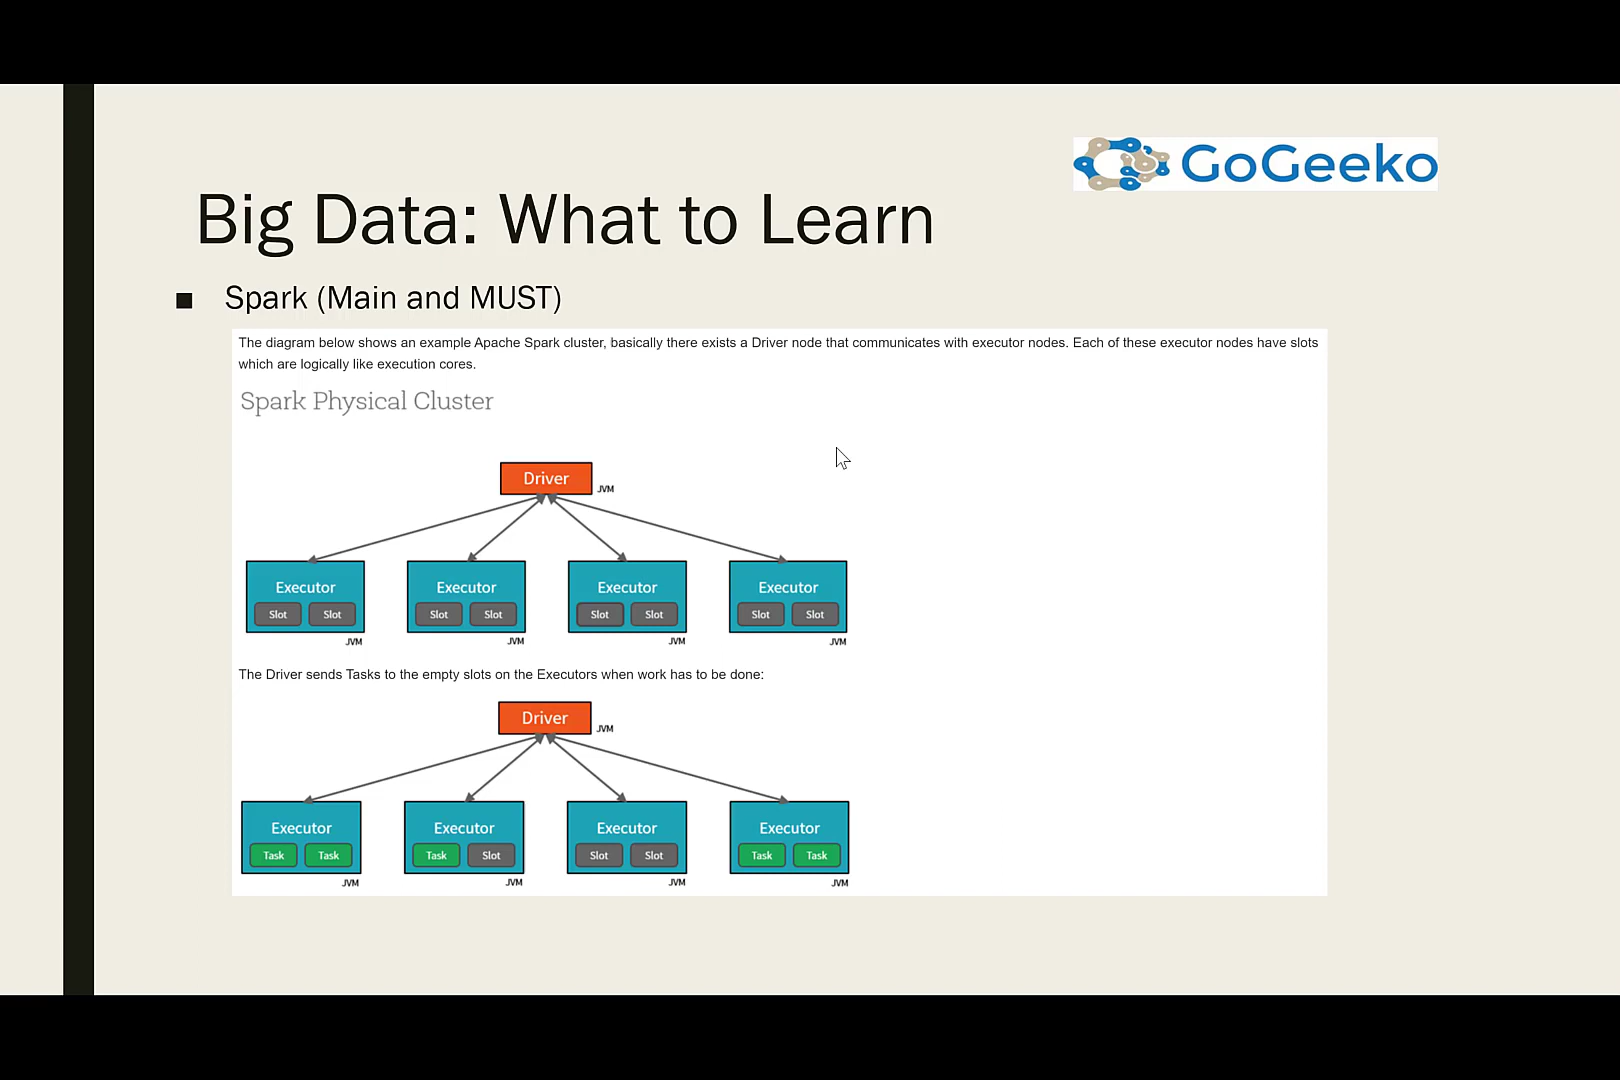 GoGeeko
Big Data: What to Learn
■ Spark (Main and MUST)
The diagram below shows an example Apache Spark cluster, basically there exists a Driver node that communicates with executor nodes. Each of these executor nodes have slots
which are logically like execution cores.
Spark Physical Cluster
Driver
JVM
Executor Executor Executor Executor
Slot Slot Slot Slot Slot Slot Slot Slot
JVM JVM JVM JVM
The Driver sends Tasks to the empty slots on the Executors when work has to be done:
Driver
JVM
Executor Executor Executor Executor
Task Task Task Slot Slot Slot Task Task
JVM JVM JVM JVM